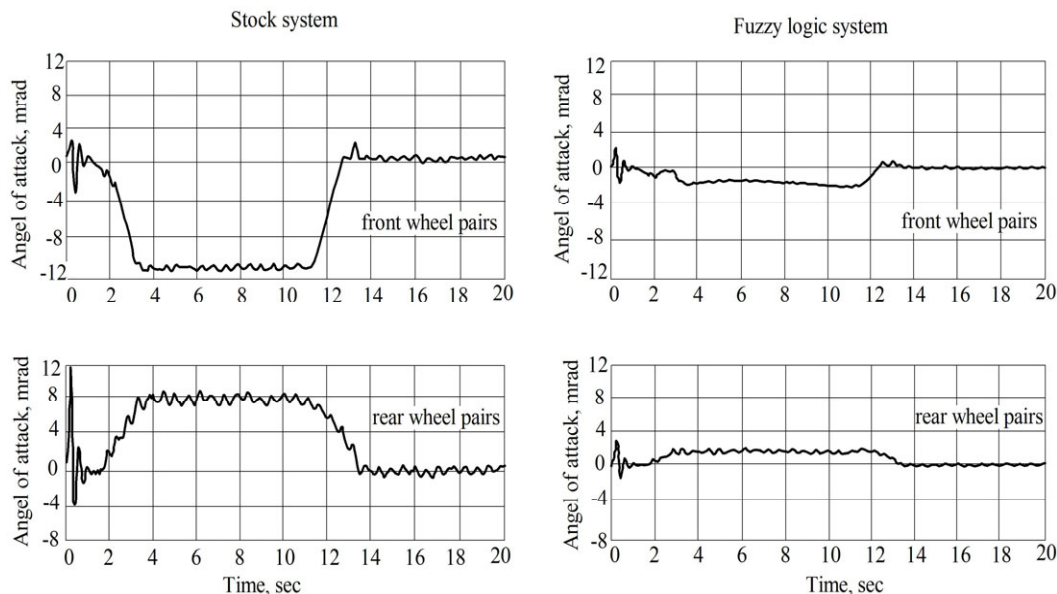 Stock system
Fuzzy logic system
Angel of attack, mrad
12
8
4
0
-4
-8
-12
front wheel pairs
0 2 4 6 8 10 12 14 16 18 20
Angel of attack, mrad
12
8
4
0
-4
-8
-12
front wheel pairs
0 2 4 6 8 10 12 14 16 18 20
Angel of attack, mrad
12
8
4
0
-4
-8
rear wheel pairs
0 2 4 6 8 10 12 14 16 18 20
Time, sec
Angel of attack, mrad
12
8
4
0
-4
-8
rear wheel pairs
0 2 4 6 8 10 12 14 16 18 20
Time, sec